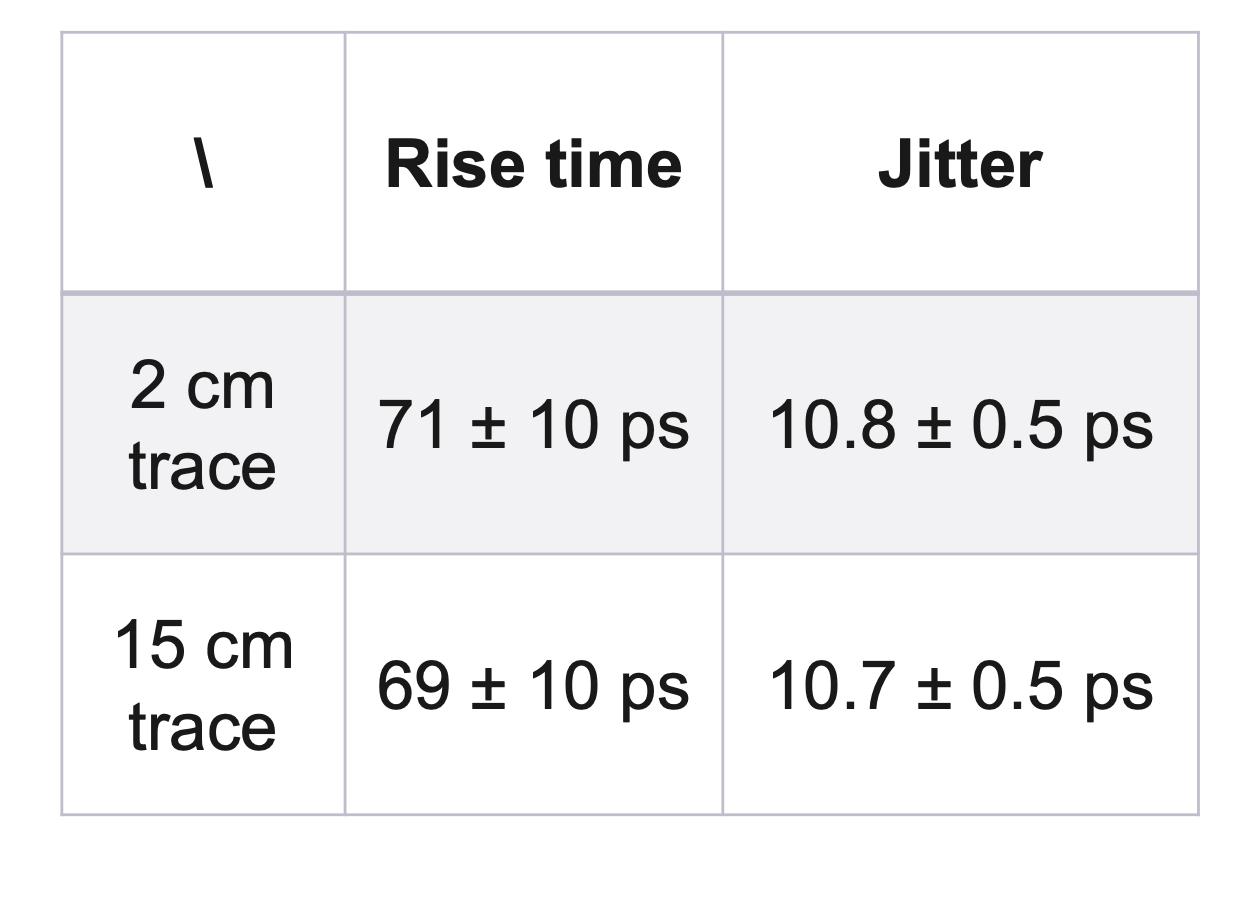 \ Rise time Jitter
2 cm
trace
71 ± 10 ps 10.8 ± 0.5 ps
15 cm
trace
69 ± 10 ps 10.7 ± 0.5 ps